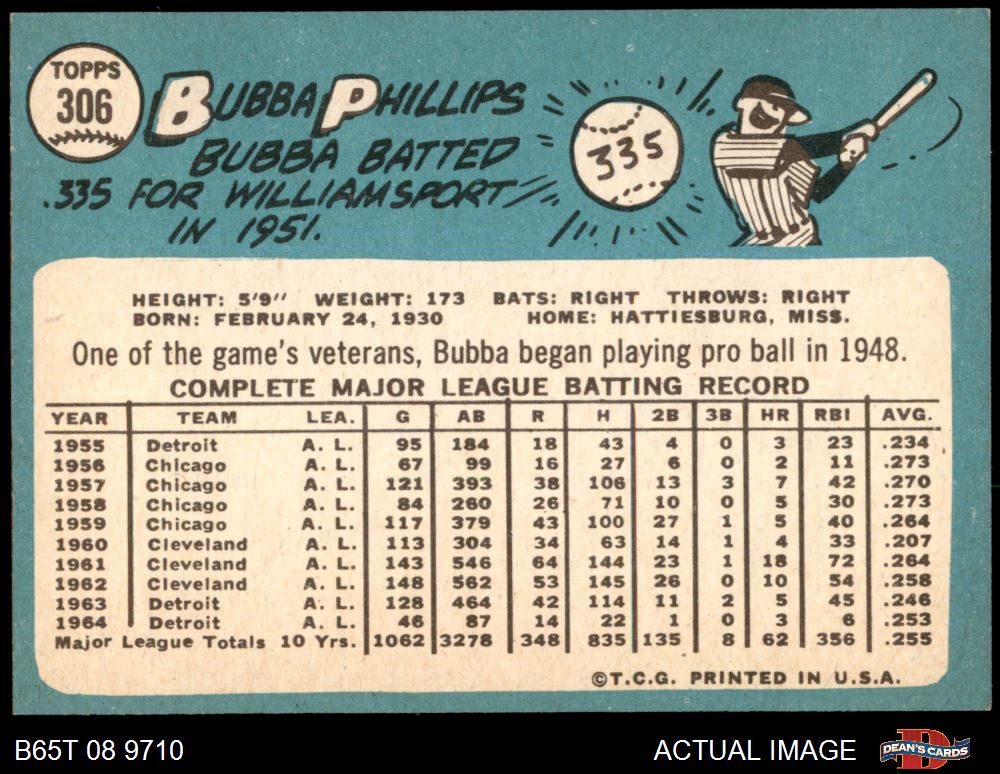 TOPPS
306
BUBBA PHILLIPS
BUBBA BATTED
.335 FOR WILLIAMSPORT
IN 1951.
335
HEIGHT: 5'9" WEIGHT: 173 BATS: RIGHT THROWS: RIGHT
BORN: FEBRUARY 24, 1930 HOME: HATTIESBURG, MISS.
One of the game's veterans, Bubba began playing pro ball in 1948.
COMPLETE MAJOR LEAGUE BATTING RECORD
YEAR TEAM LEA. G AB R H 2B 3B HR RBI AVG.
1955 Detroit A. L. 95 184 18 43 4 0 3 23 .234
1956 Chicago A. L. 67 99 16 27 6 0 2 11 .273
1957 Chicago A. L. 121 393 38 106 13 3 7 42 .270
1958 Chicago A. L. 84 260 26 71 10 0 5 30 .273
1959 Chicago A. L. 117 379 43 100 27 1 5 40 .264
1960 Cleveland A. L. 113 304 34 63 14 1 4 33 .207
1961 Cleveland A. L. 143 546 64 144 23 1 18 72 .264
1962 Cleveland A. L. 148 562 53 145 26 0 10 54 .258
1963 Detroit A. L. 128 464 42 114 11 2 5 45 .246
1964 Detroit A. L. 46 87 14 22 1 0 3 6 .253
Major League Totals 10 Yrs. 1062 3278 348 835 135 8 62 356 .255
©T.C.G. PRINTED IN U.S.A.
B65T 08 9710
ACTUAL IMAGE
DEAN'S CARDS